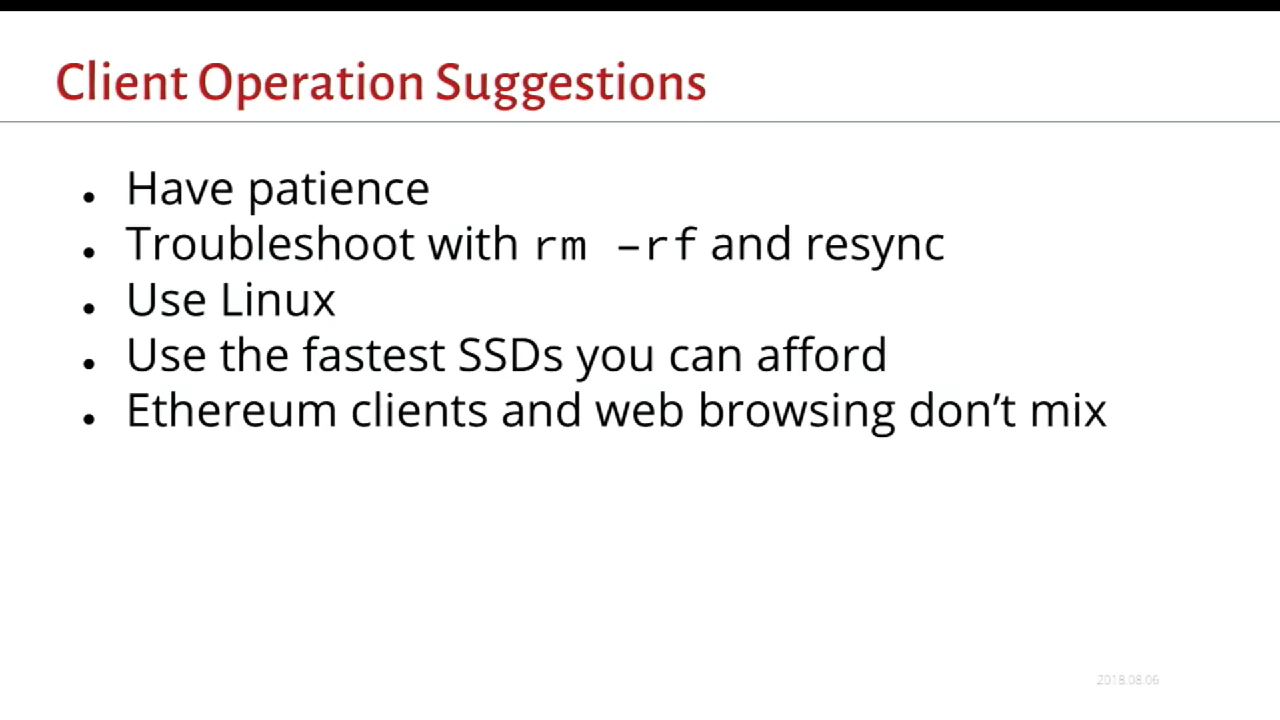 Client Operation Suggestions
• Have patience
• Troubleshoot with rm –rf and resync
• Use Linux
• Use the fastest SSDs you can afford
• Ethereum clients and web browsing don’t mix
2018.08.06